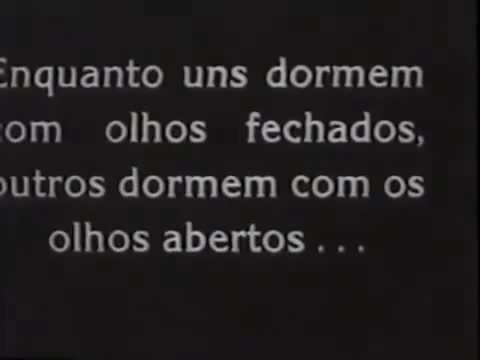 Enquanto uns dormem
com olhos fechados,
outros dormem com os
olhos abertos . . .